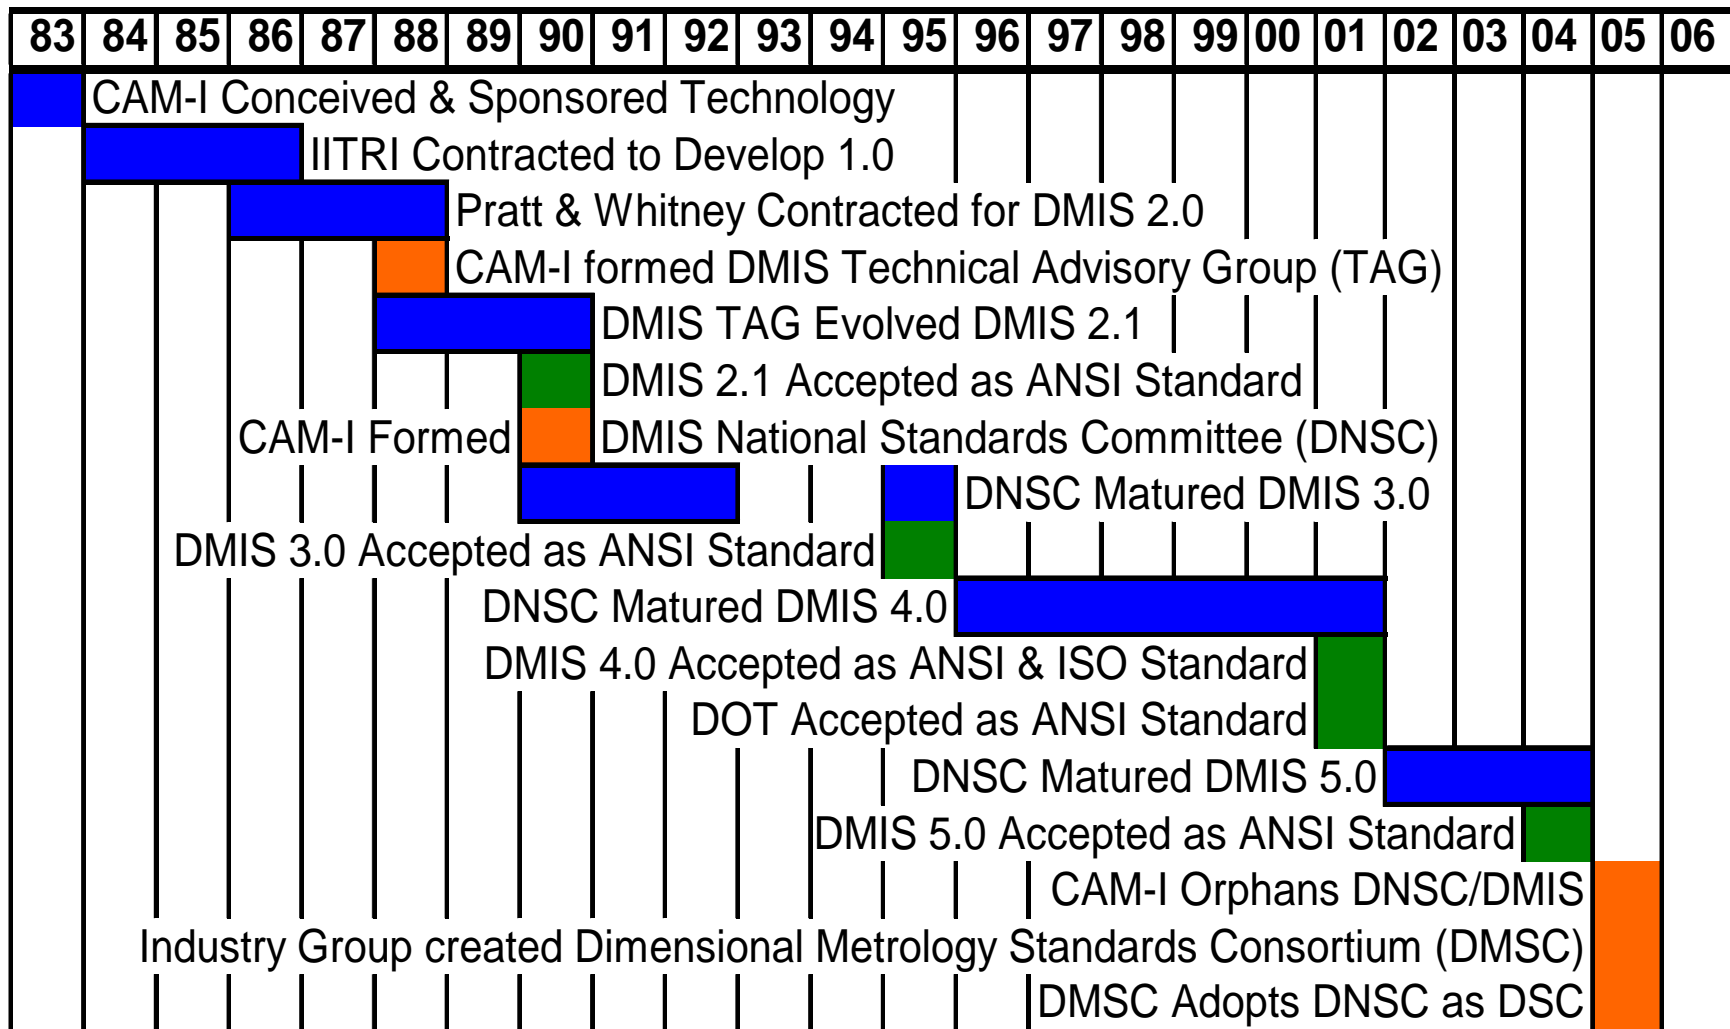 83 84 85 86 87 88 89 90 91 92 93 94 95 96 97 98 99 00 01 02 03 04 05 06
CAM-I Conceived & Sponsored Technology
IITRI Contracted to Develop 1.0
Pratt & Whitney Contracted for DMIS 2.0
CAM-I formed DMIS Technical Advisory Group (TAG)
DMIS TAG Evolved DMIS 2.1
DMIS 2.1 Accepted as ANSI Standard
CAM-I Formed DMIS National Standards Committee (DNSC)
DNSC Matured DMIS 3.0
DMIS 3.0 Accepted as ANSI Standard
DNSC Matured DMIS 4.0
DMIS 4.0 Accepted as ANSI & ISO Standard
DOT Accepted as ANSI Standard
DNSC Matured DMIS 5.0
DMIS 5.0 Accepted as ANSI Standard
CAM-I Orphans DNSC/DMIS
Industry Group created Dimensional Metrology Standards Consortium (DMSC)
DMSC Adopts DNSC as DSC